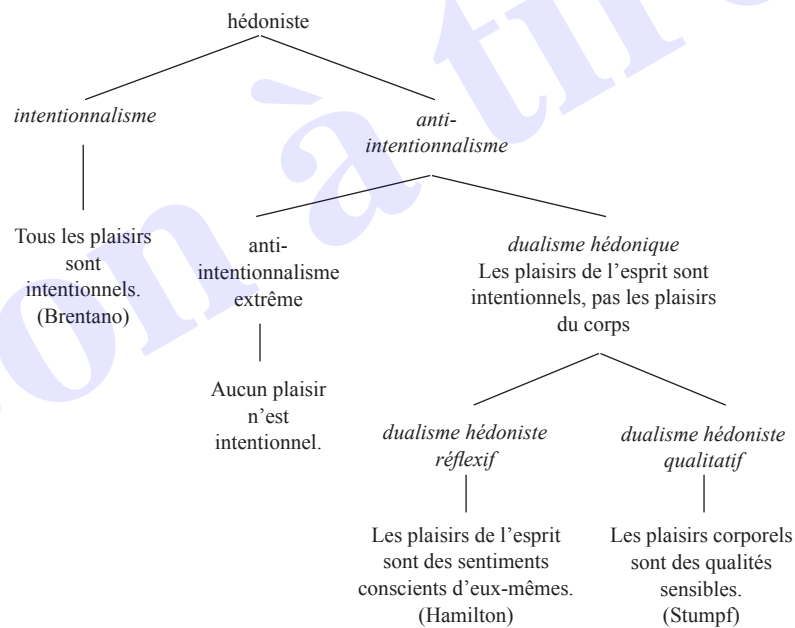 hédoniste
intentionnalisme
anti-
intentionnalisme
Tous les plaisirs
sont
intentionnels.
(Brentano)
anti-
intentionnalisme
extrême
dualisme hédonique
Les plaisirs de l’esprit sont
intentionnels, pas les plaisirs
du corps
Aucun plaisir
n’est
intentionnel.
dualisme hédoniste
réflexif
dualisme hédoniste
qualitatif
Les plaisirs de l’esprit
sont des sentiments
conscients d’eux-mêmes.
(Hamilton)
Les plaisirs corporels
sont des qualités
sensibles.
(Stumpf)
on à tir